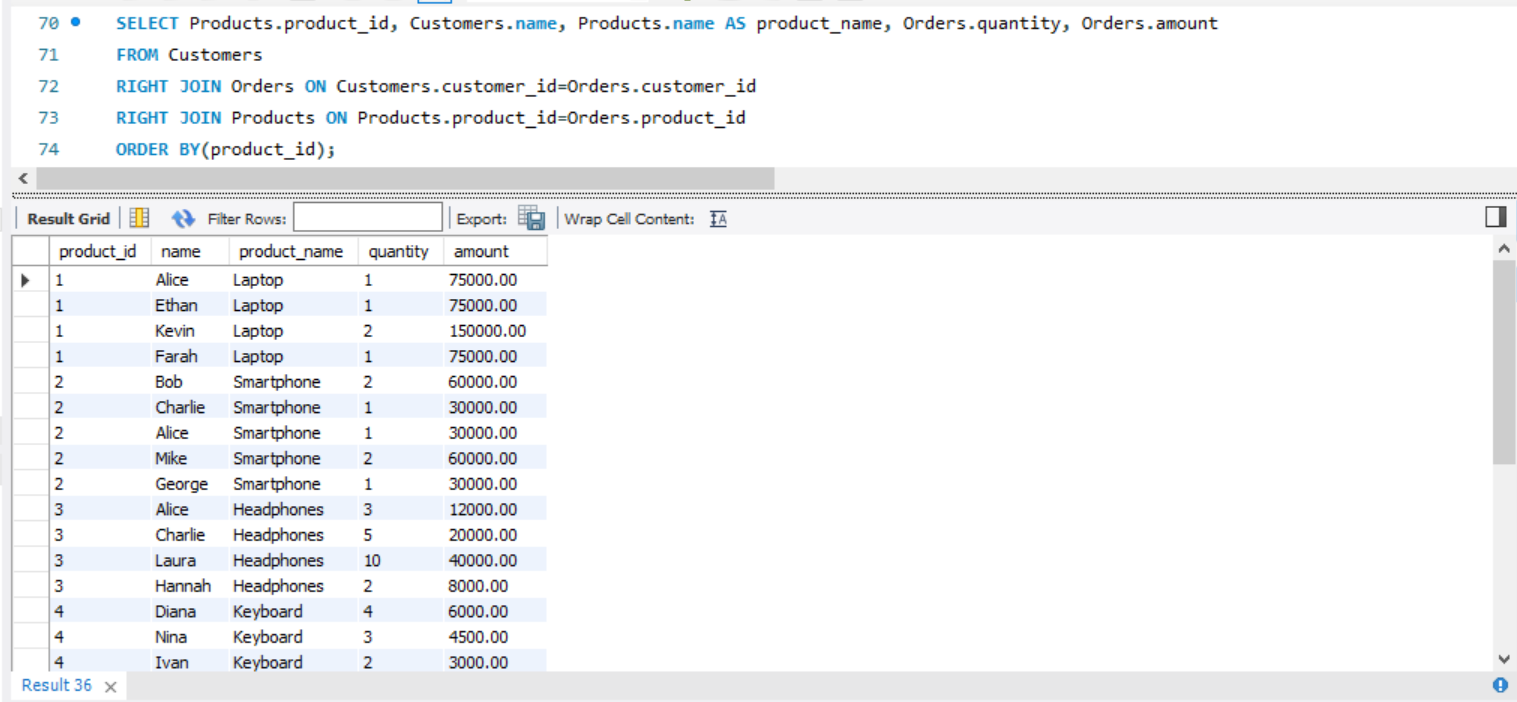 70 SELECT Products.product_id, Customers.name, Products.name AS product_name, Orders.quantity, Orders.amount
71 FROM Customers
72 RIGHT JOIN Orders ON Customers.customer_id=Orders.customer_id
73 RIGHT JOIN Products ON Products.product_id=Orders.product_id
74 ORDER BY(product_id);
Result Grid Filter Rows: Export: Wrap Cell Content: IA
product_id name product_name quantity amount
1 Alice Laptop 1 75000.00
1 Ethan Laptop 1 75000.00
1 Kevin Laptop 2 150000.00
1 Farah Laptop 1 75000.00
2 Bob Smartphone 2 60000.00
2 Charlie Smartphone 1 30000.00
2 Alice Smartphone 1 30000.00
2 Mike Smartphone 2 60000.00
2 George Smartphone 1 30000.00
3 Alice Headphones 3 12000.00
3 Charlie Headphones 5 20000.00
3 Laura Headphones 10 40000.00
3 Hannah Headphones 2 8000.00
4 Diana Keyboard 4 6000.00
4 Nina Keyboard 3 4500.00
4 Ivan Keyboard 2 3000.00
Result 36